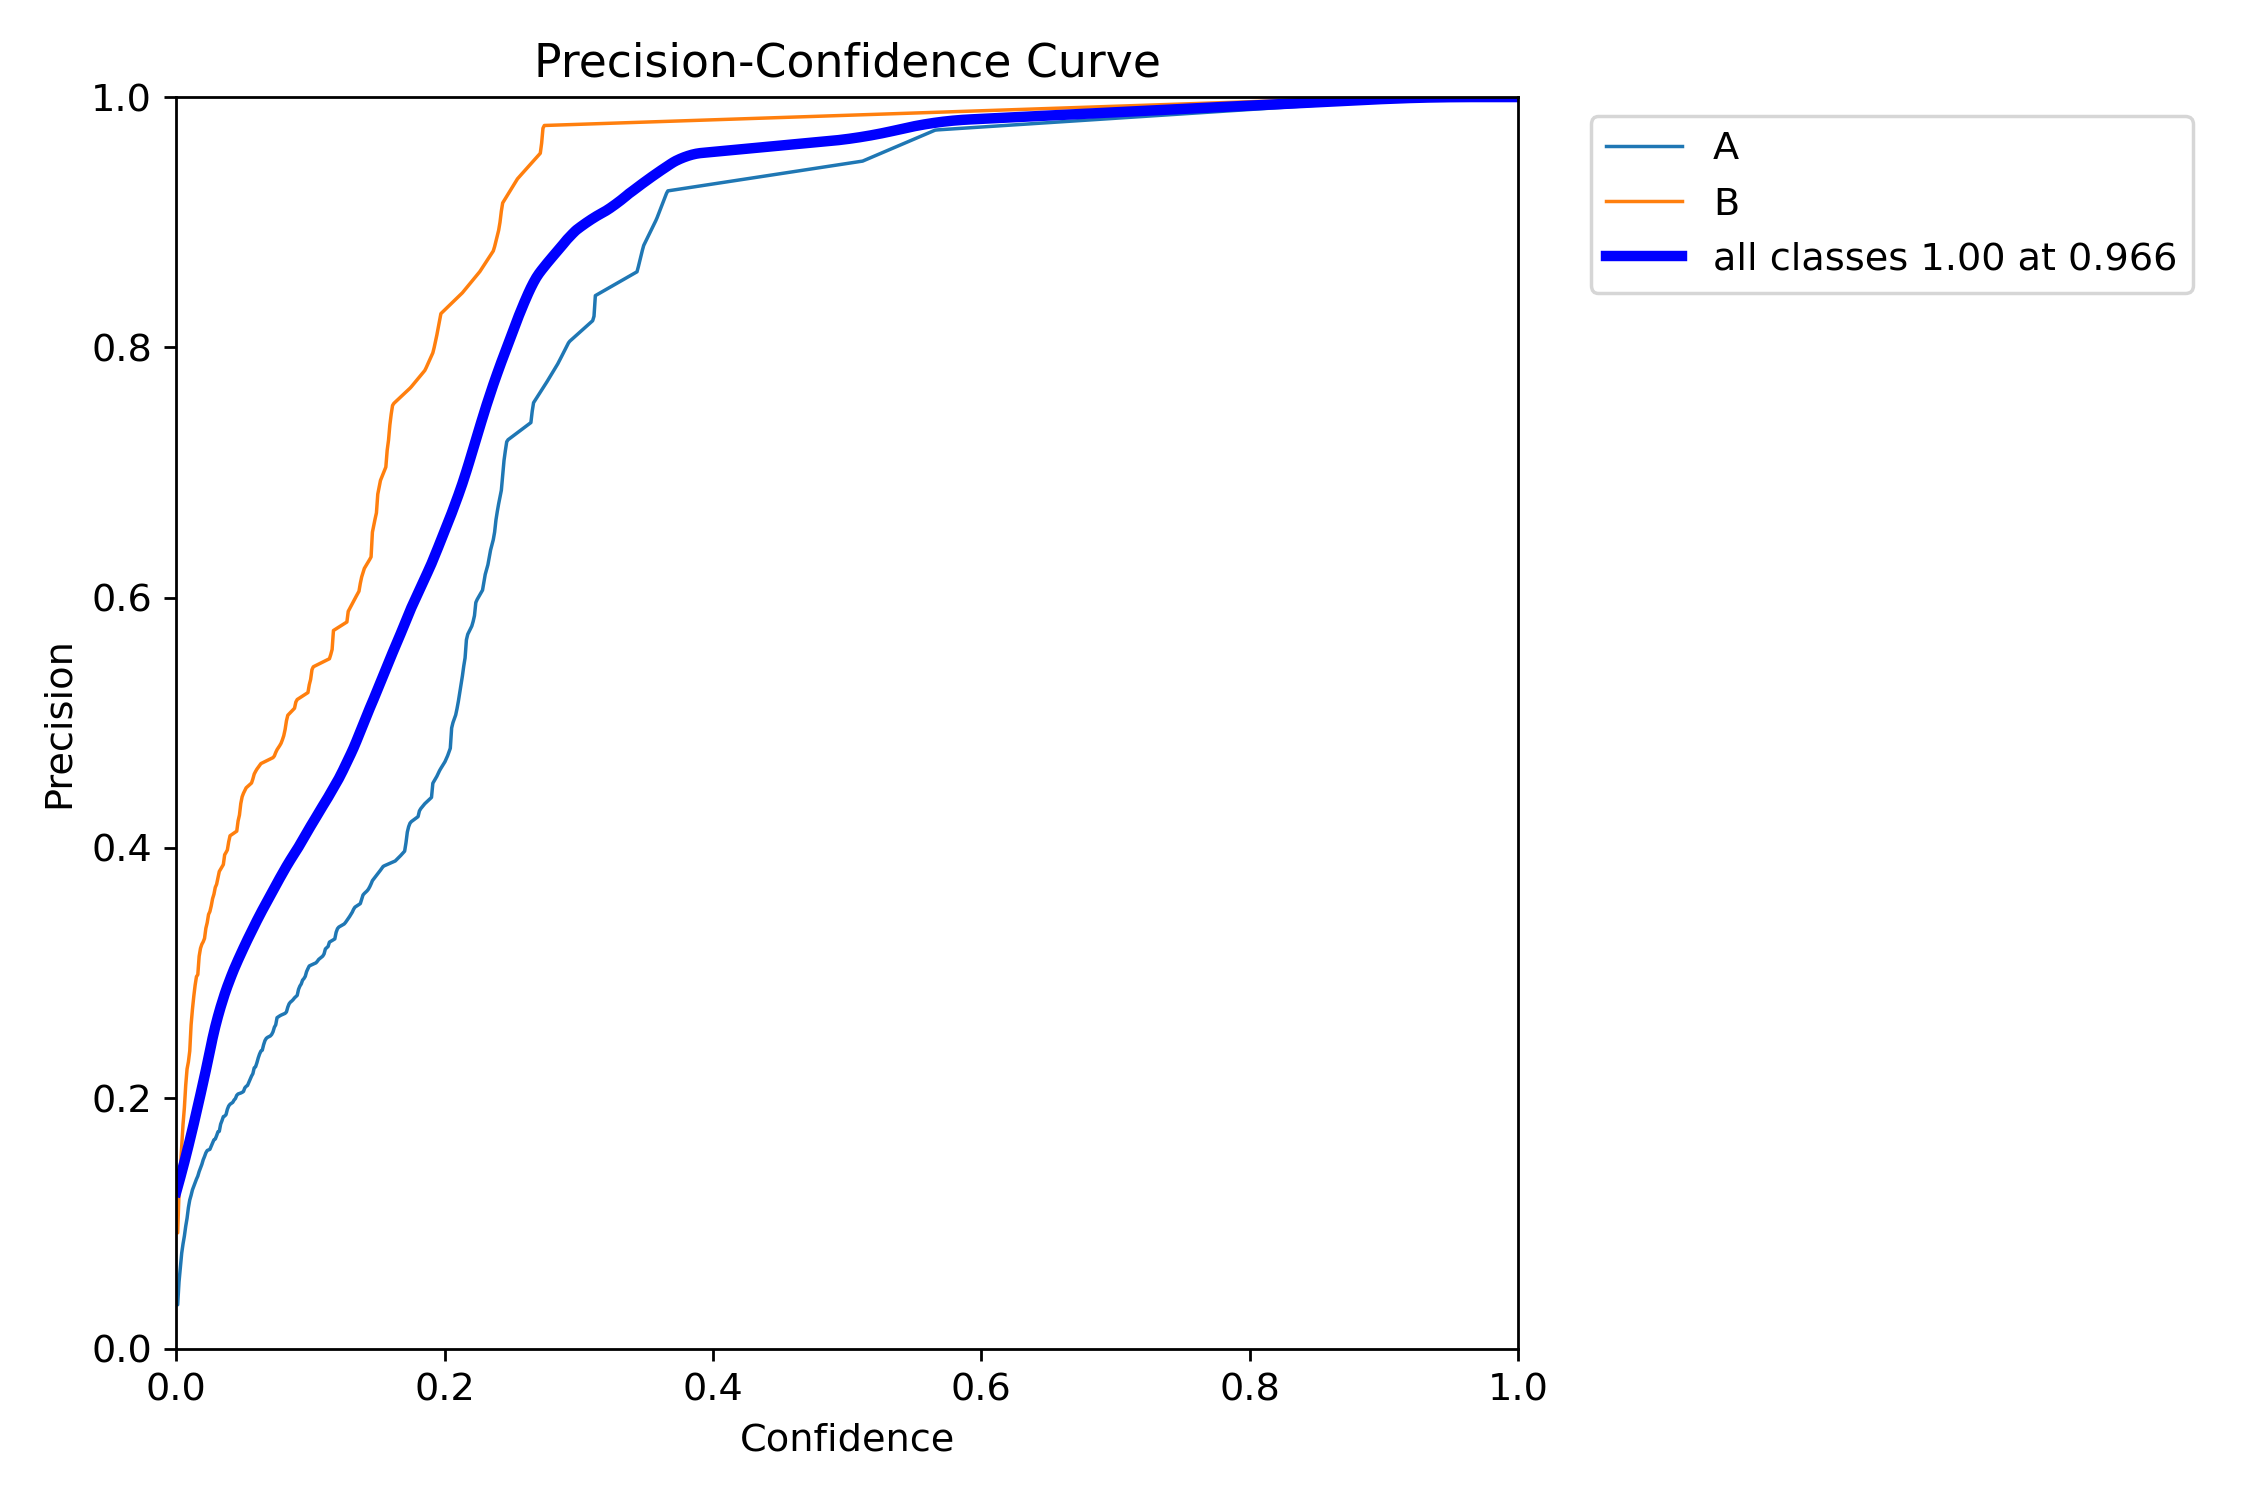 Precision-Confidence Curve
1.0
0.8
0.6
0.4
0.2
0.0
Precision
0.0 0.2 0.4 0.6 0.8 1.0
Confidence
A
B
all classes 1.00 at 0.966